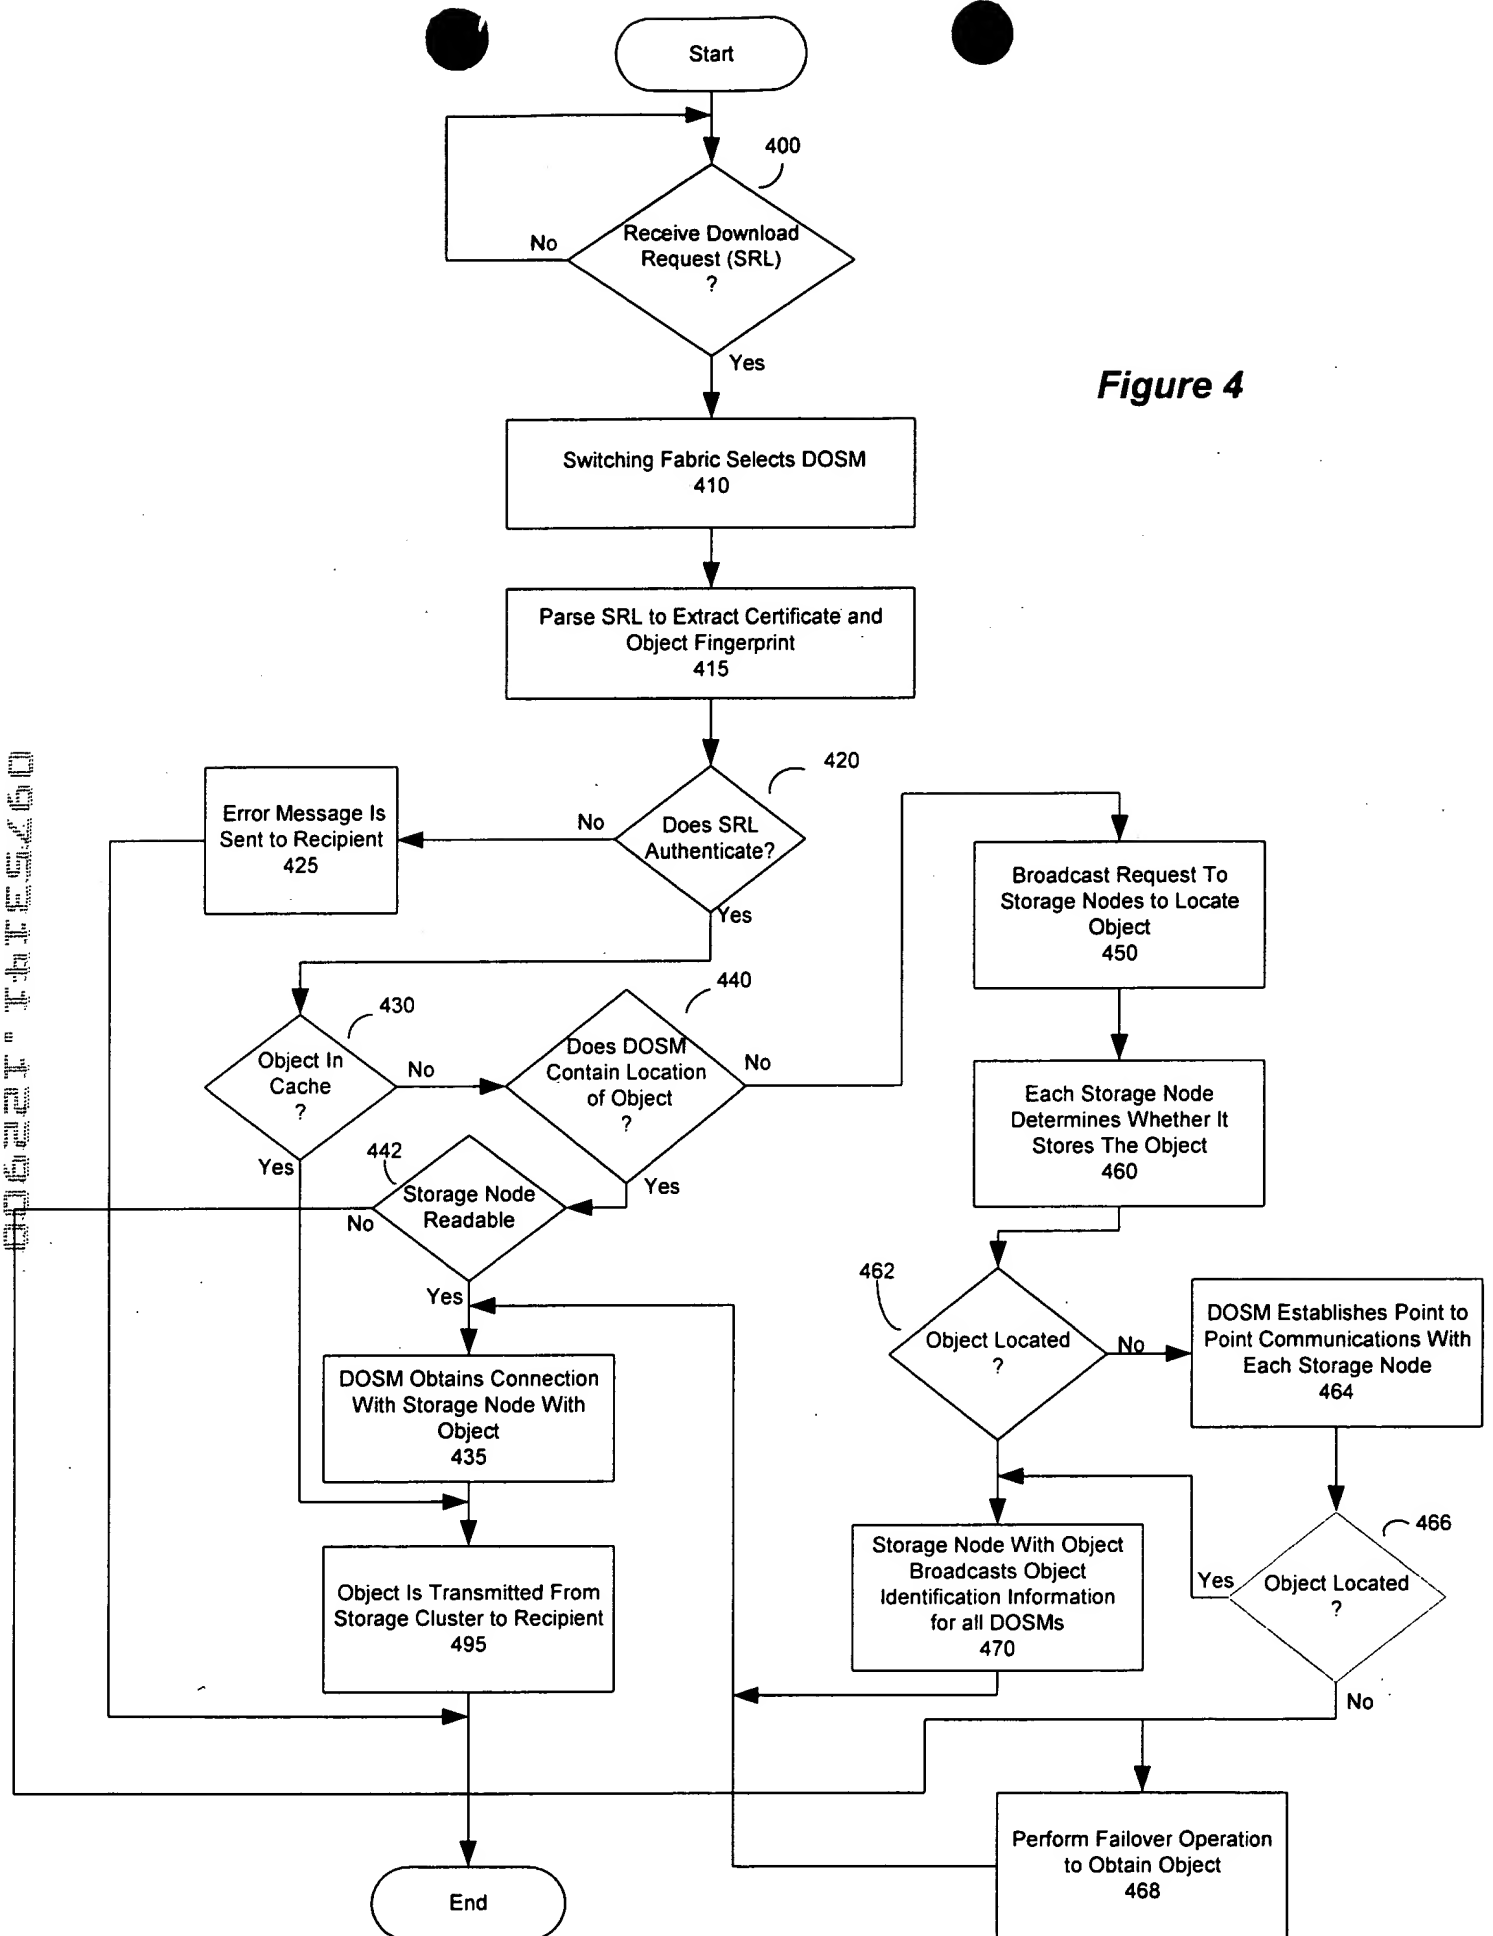 Start
400
Receive Download
Request (SRL)
?
No
Yes
Figure 4
Switching Fabric Selects DOSM
410
Parse SRL to Extract Certificate and
Object Fingerprint
415
420
Does SRL
Authenticate?
No
Yes
Error Message Is
Sent to Recipient
425
430
Object In
Cache
?
No
Yes
440
Does DOSM
Contain Location
of Object
?
No
Yes
442
Storage Node
Readable
No
Yes
DOSM Obtains Connection
With Storage Node With
Object
435
Object Is Transmitted From
Storage Cluster to Recipient
495
Broadcast Request To
Storage Nodes to Locate
Object
450
Each Storage Node
Determines Whether It
Stores The Object
460
462
Object Located
?
No
DOSM Establishes Point to
Point Communications With
Each Storage Node
464
466
Object Located
?
Yes
No
Storage Node With Object
Broadcasts Object
Identification Information
for all DOSMs
470
Perform Failover Operation
to Obtain Object
468
End